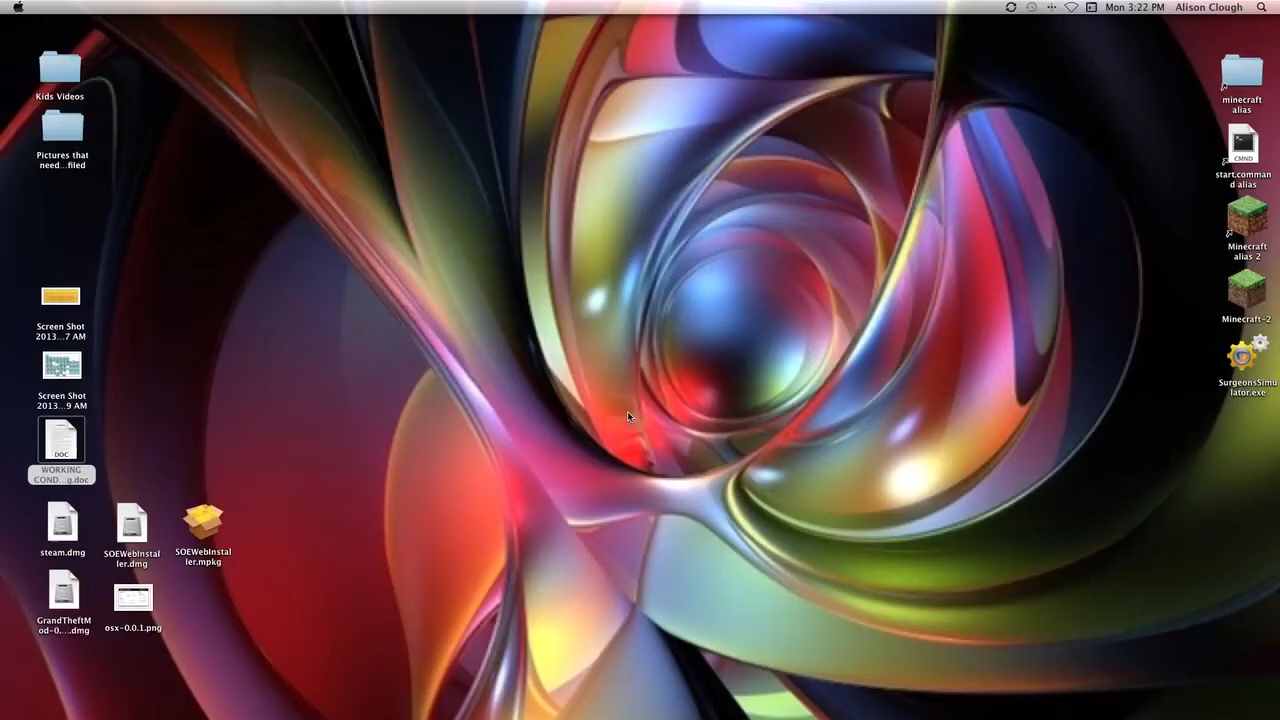 Mon 3:22 PM Alison Clough
Kids Videos
Pictures that
need...filed
Screen Shot
2013...7 AM
Screen Shot
2013...9 AM
DOC
WORKING
COND...g.doc
steam.dmg
SOEWebInstal
ler.dmg
SOEWebInstal
ler.mpkg
GrandTheftM
od-0.....dmg
osx-0.0.1.png
minecraft
alias
CMND
start.comman
d alias
Minecraft
alias 2
Minecraft-2
SurgeonsSimu
lator.exe